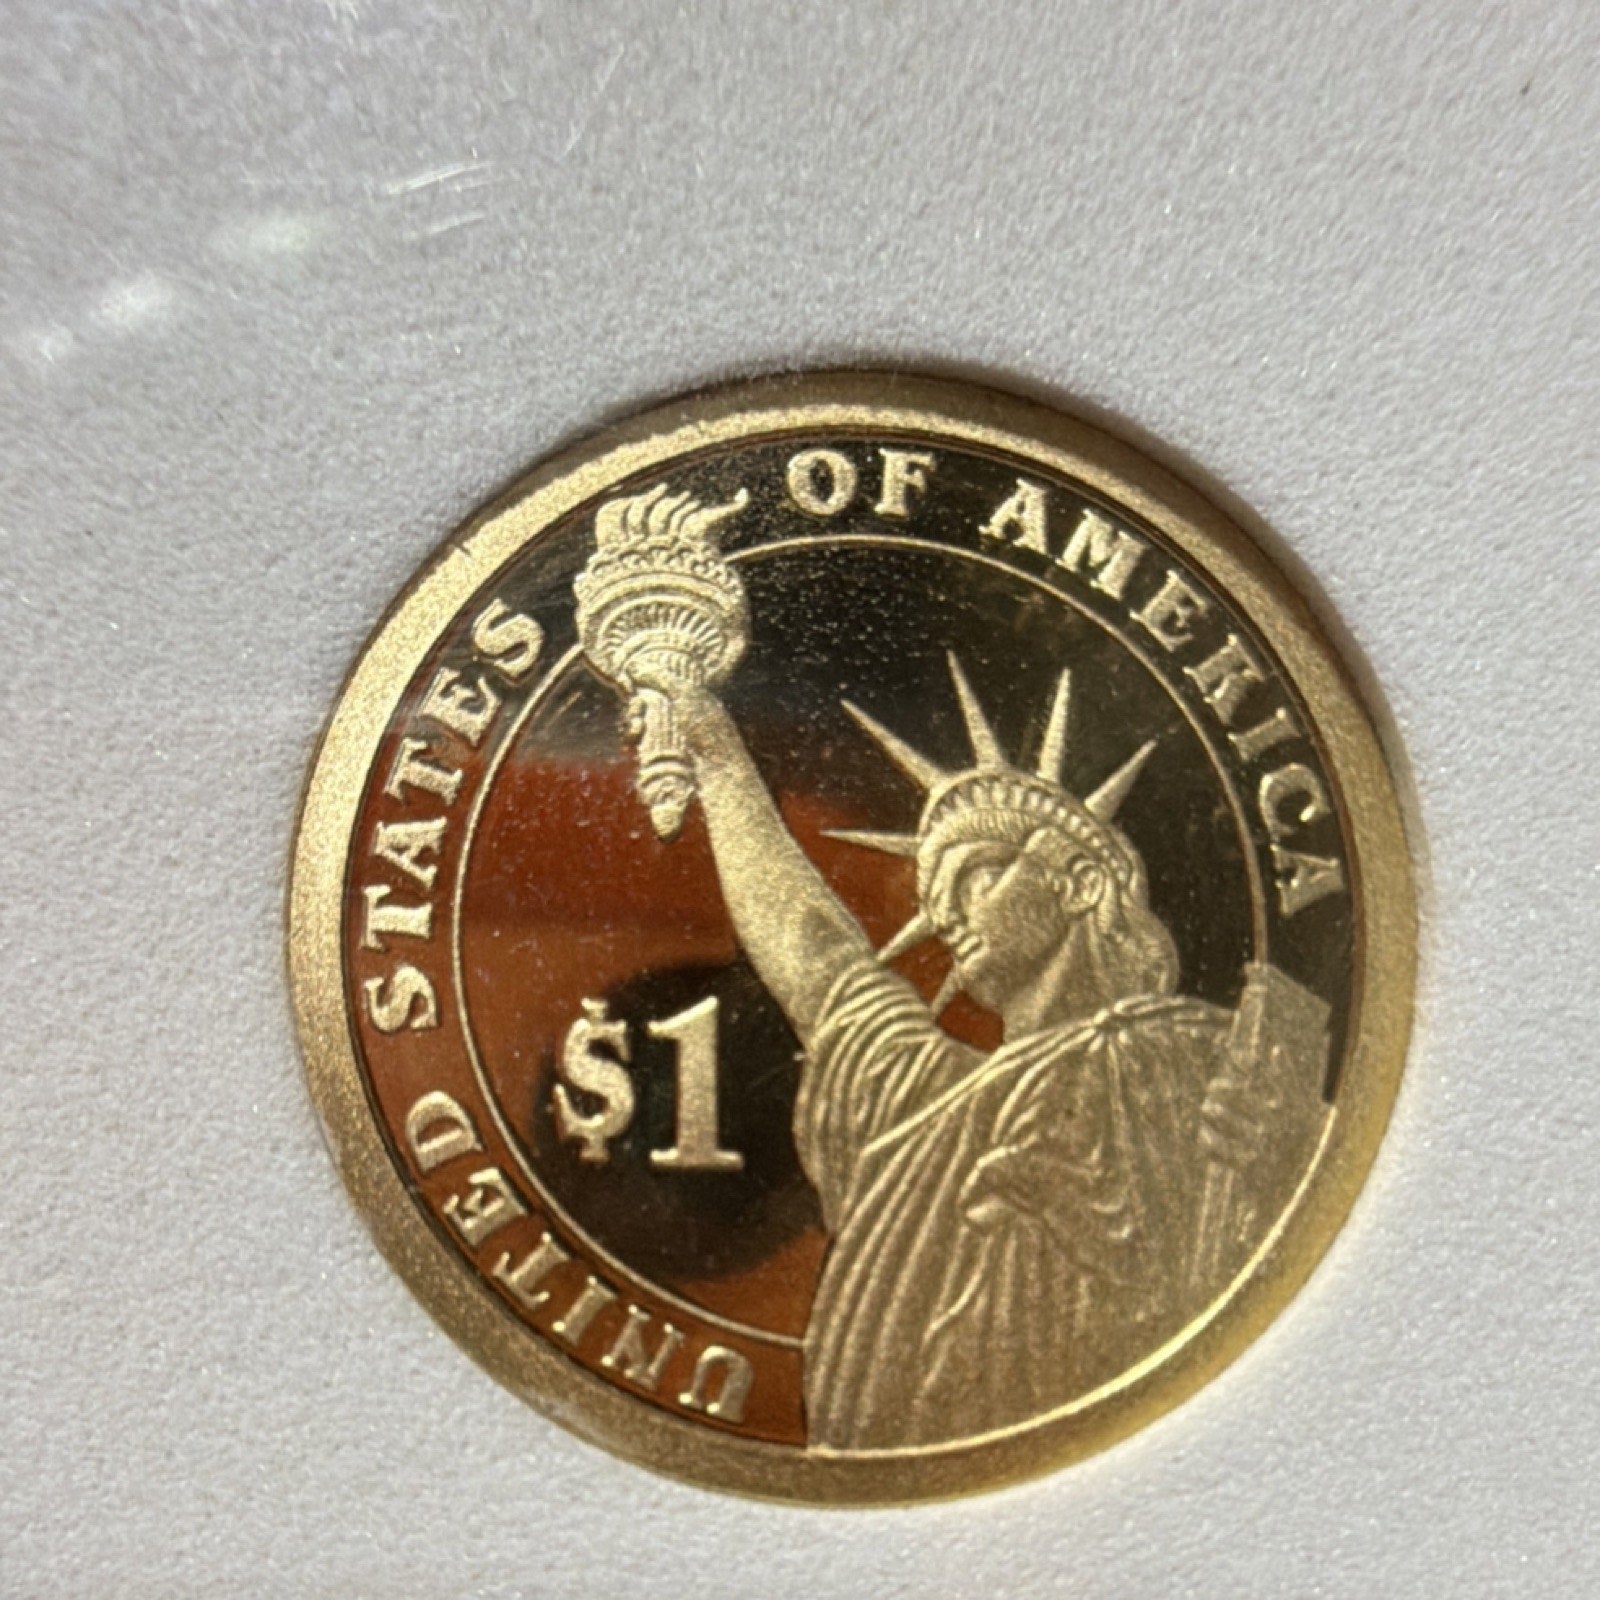 UNITED STATES OF AMERICA
$1